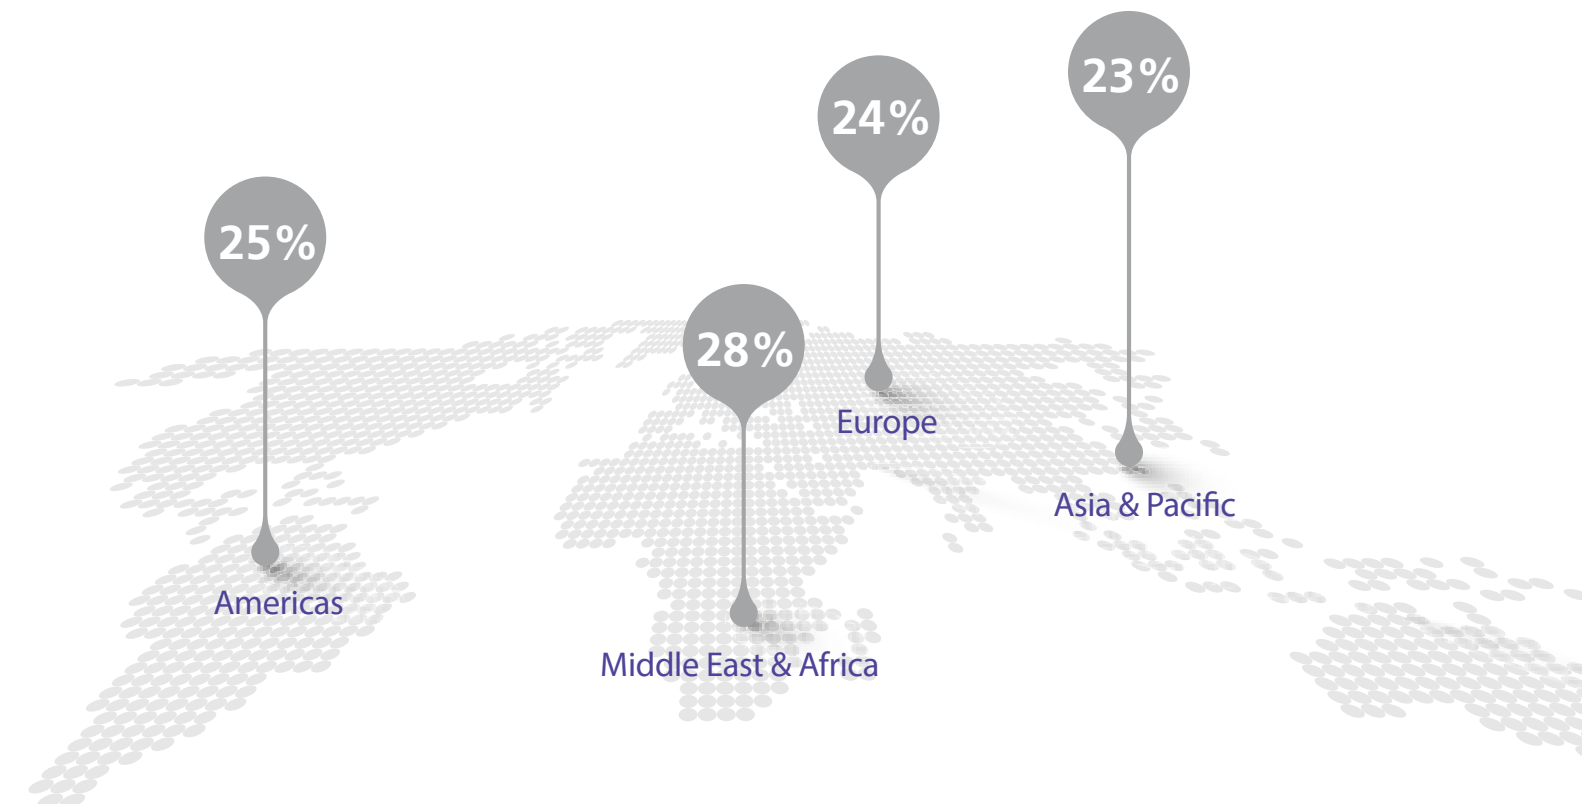 25%
Americas
28%
Middle East & Africa
24%
Europe
23%
Asia & Pacific